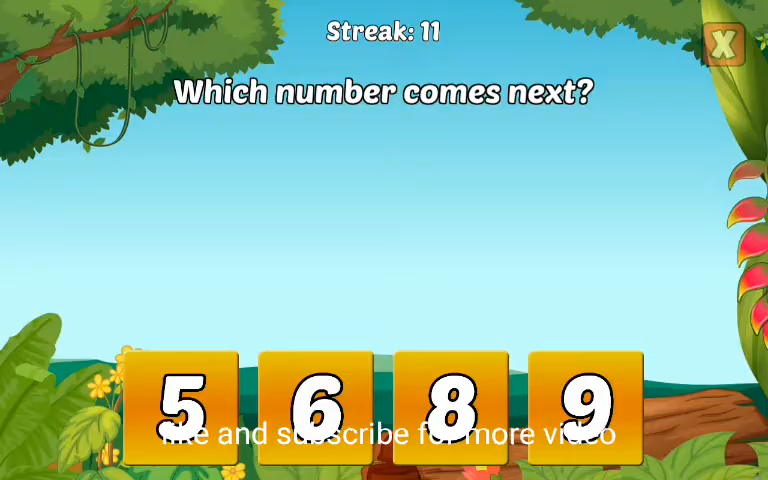 Streak: 11
X
Which number comes next?
5 6 8 9
like and subscribe for more video